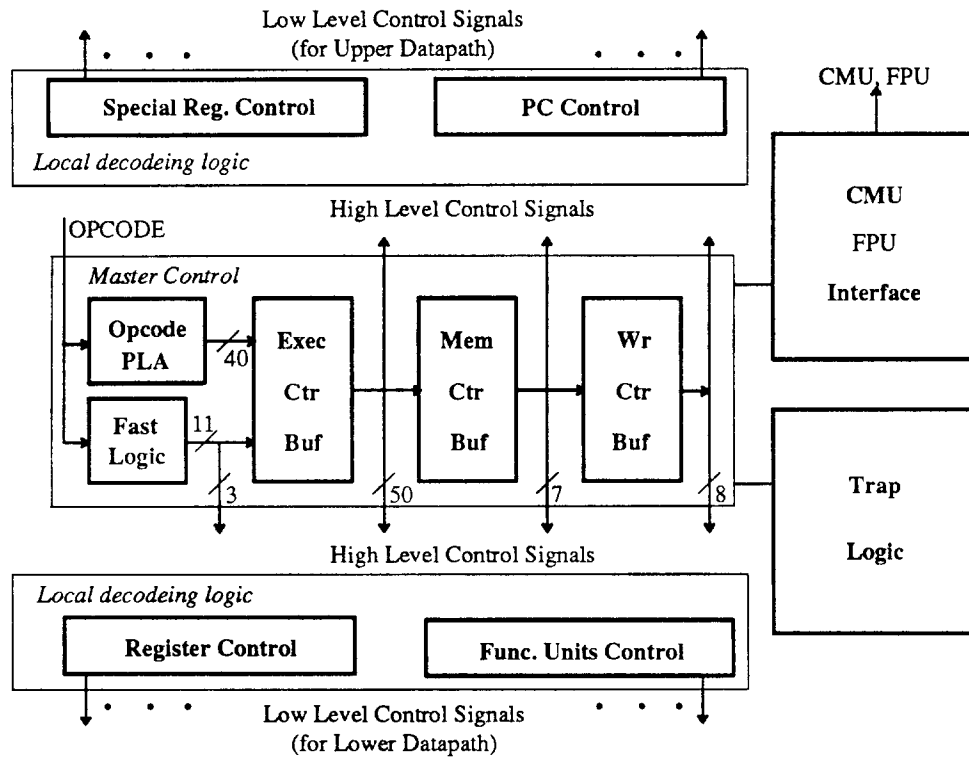 Low Level Control Signals
(for Upper Datapath)
Special Reg. Control
PC Control
Local decodeing logic
CMU, FPU
CMU
FPU
Interface
High Level Control Signals
OPCODE
Master Control
Opcode
PLA
40
Fast
Logic
11
3
Exec
Ctr
Buf
50
Mem
Ctr
Buf
7
Wr
Ctr
Buf
8
Trap
Logic
High Level Control Signals
Local decodeing logic
Register Control
Func. Units Control
Low Level Control Signals
(for Lower Datapath)